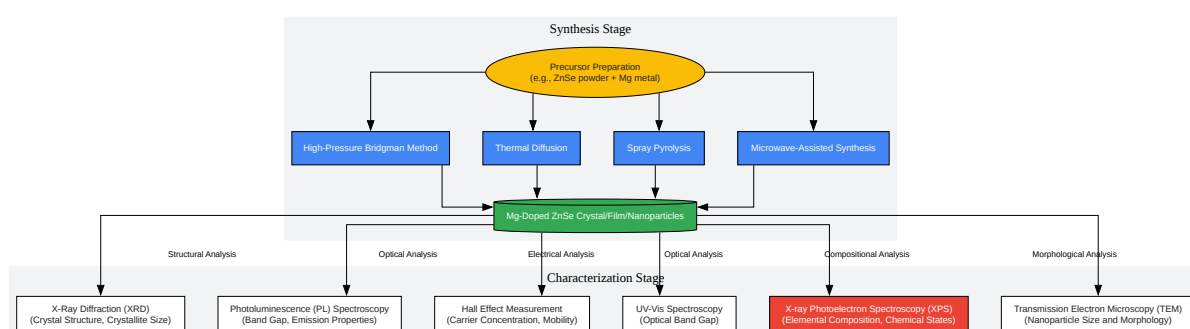 Synthesis Stage
Precursor Preparation
(e.g., ZnSe powder + Mg metal)
High-Pressure Bridgman Method
Thermal Diffusion
Spray Pyrolysis
Microwave-Assisted Synthesis
Mg-Doped ZnSe Crystal/Film/Nanoparticles
Structural Analysis
Optical Analysis
Electrical Analysis
Optical Analysis
Compositional Analysis
Morphological Analysis
Characterization Stage
X-Ray Diffraction (XRD)
(Crystal Structure, Crystallite Size)
Photoluminescence (PL) Spectroscopy
(Band Gap, Emission Properties)
Hall Effect Measurement
(Carrier Concentration, Mobility)
UV-Vis Spectroscopy
(Optical Band Gap)
X-ray Photoelectron Spectroscopy (XPS)
(Elemental Composition, Chemical States)
Transmission Electron Microscopy (TEM)
(Nanoparticle Size and Morphology)